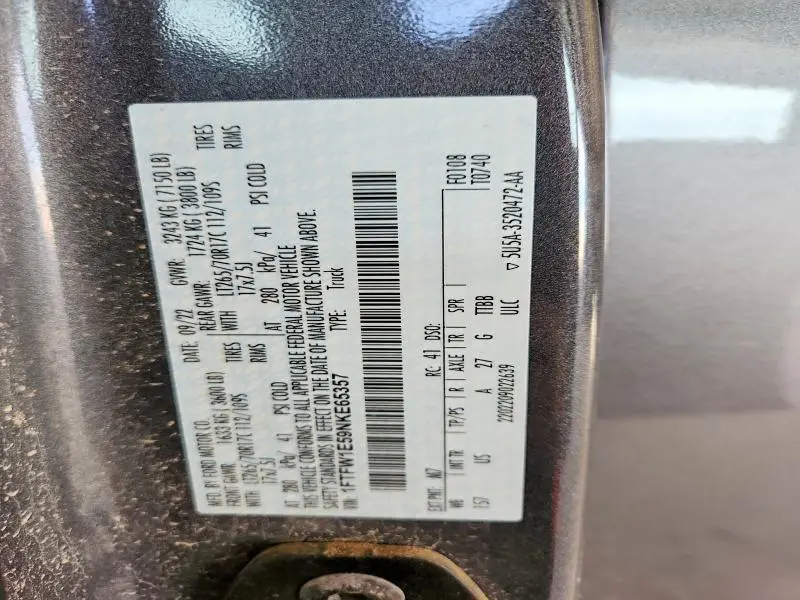 MFD. BY FORD MOTOR CO.
DATE: 09/22 GVWR: 3243 KG ( 7150 LB)
FRONT GAWR: 1633 KG ( 3600 LB) REAR GAWR: 1724 KG ( 3800 LB)
WITH LT265/70R17C 112/109S TIRES WITH LT265/70R17C 112/109S TIRES
17x7.5J RIMS 17x7.5J RIMS
AT 280 kPa/ 41 PSI COLD AT 280 kPa/ 41 PSI COLD
THIS VEHICLE CONFORMS TO ALL APPLICABLE FEDERAL MOTOR VEHICLE
SAFETY STANDARDS IN EFFECT ON THE DATE OF MANUFACTURE SHOWN ABOVE.
VIN: 1FTFW1E59NKE65357 TYPE: Truck
EXT PNT: M7 RC: 41 DSO: F0108
T0740
WB INT TR TP/PS R AXLE TR SPR
157 US A 27 G TTBB
2202209022639 ULC ▽ 5U5A-3520472-AA